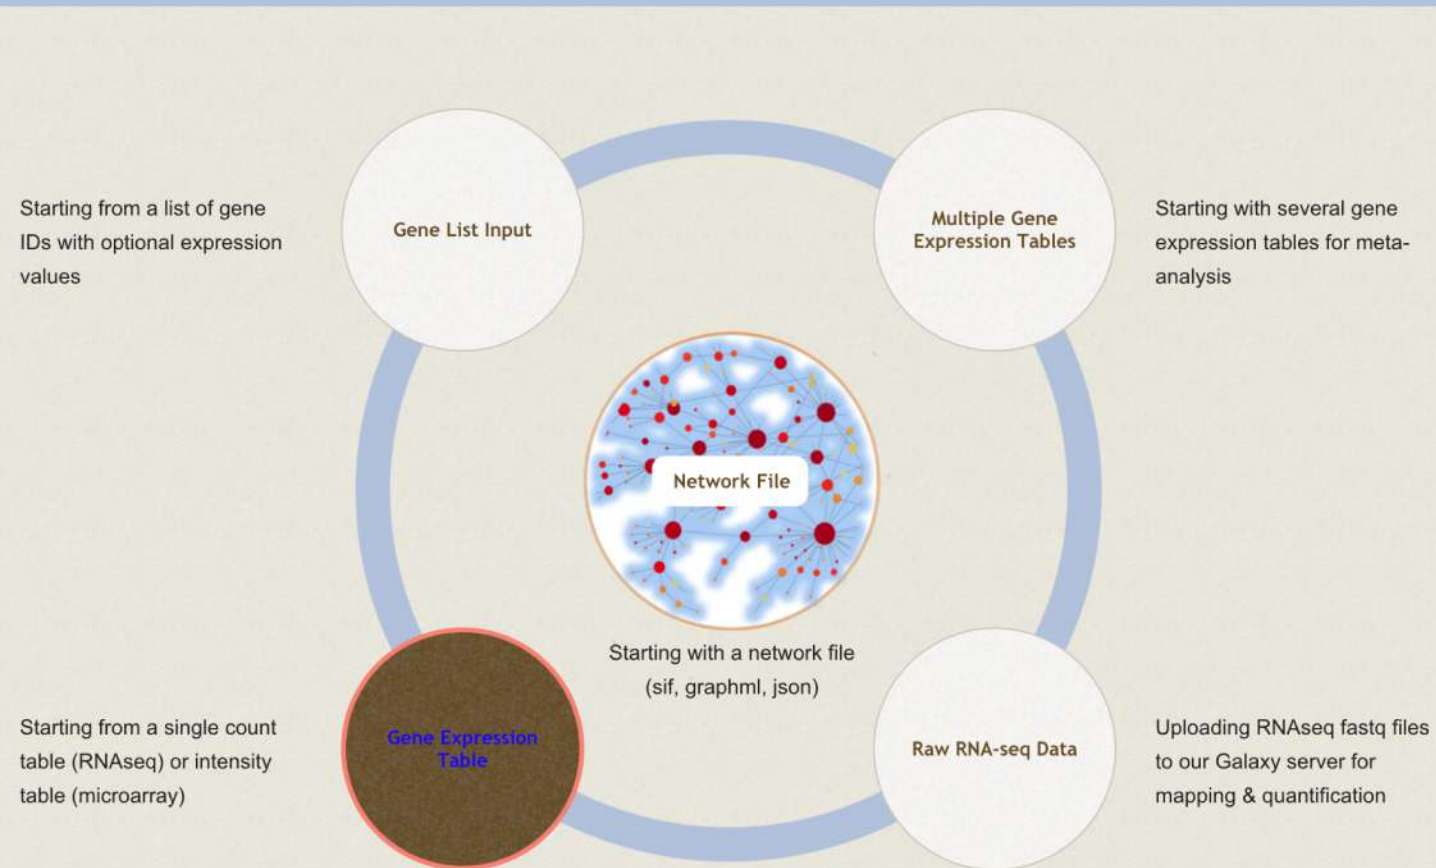 Starting from a list of gene
IDs with optional expression
values
Gene List Input
Multiple Gene
Expression Tables
Starting with several gene
expression tables for meta-
analysis
Network File
Starting with a network file
(sif, graphml, json)
Starting from a single count
table (RNAseq) or intensity
table (microarray)
Gene Expression
Table
Raw RNA-seq Data
Uploading RNAseq fastq files
to our Galaxy server for
mapping & quantification